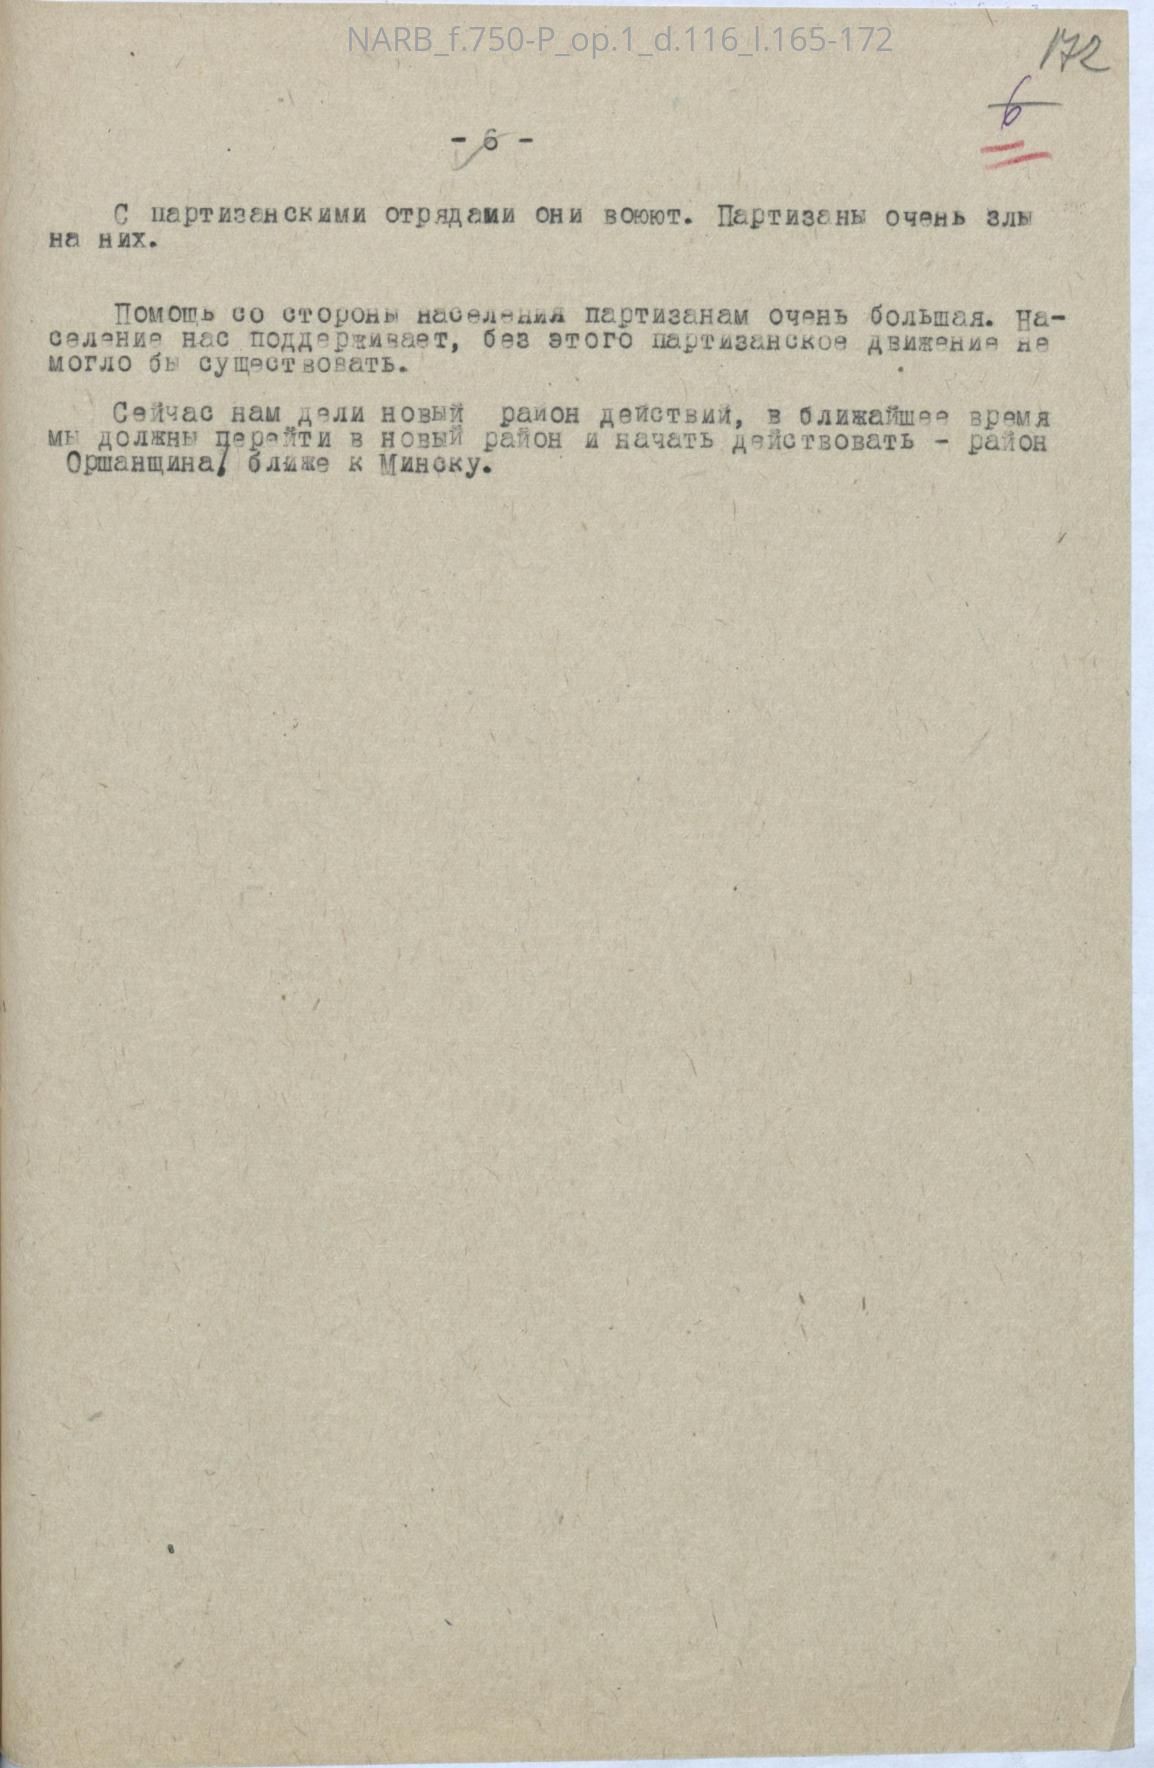 NARB_f.750-P_op.1_d.116_l.165-172
172
6
- 6 -
С партизанскими отрядами они воюют. Партизаны очень злы
на них.
Помощь со стороны населения партизанам очень большая. На-
селение нас поддерживает, без этого партизанское движение не
могло бы существовать.
Сейчас нам дали новый район действий, в ближайшее время
мы должны перейти в новый район и начать действовать - район
Оршанщина/ ближе к Минску.